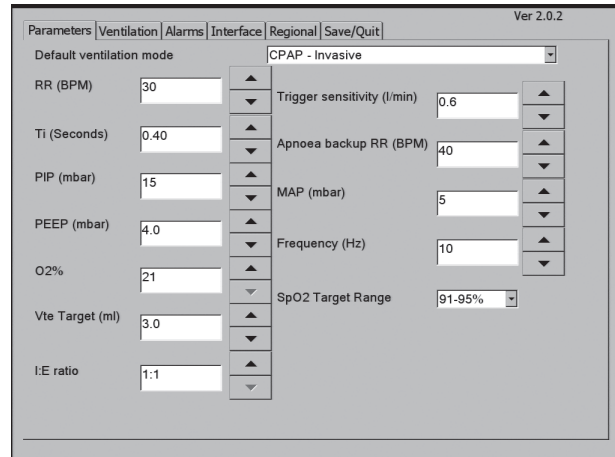 Ver 2.0.2
Parameters Ventilation Alarms Interface Regional Save/Quit
Default ventilation mode CPAP - Invasive
RR (BPM) 30
Ti (Seconds) 0.40
PIP (mbar) 15
PEEP (mbar) 4.0
O2% 21
Vte Target (ml) 3.0
I:E ratio 1:1
Trigger sensitivity (l/min) 0.6
Apnoea backup RR (BPM) 40
MAP (mbar) 5
Frequency (Hz) 10
SpO2 Target Range 91-95%